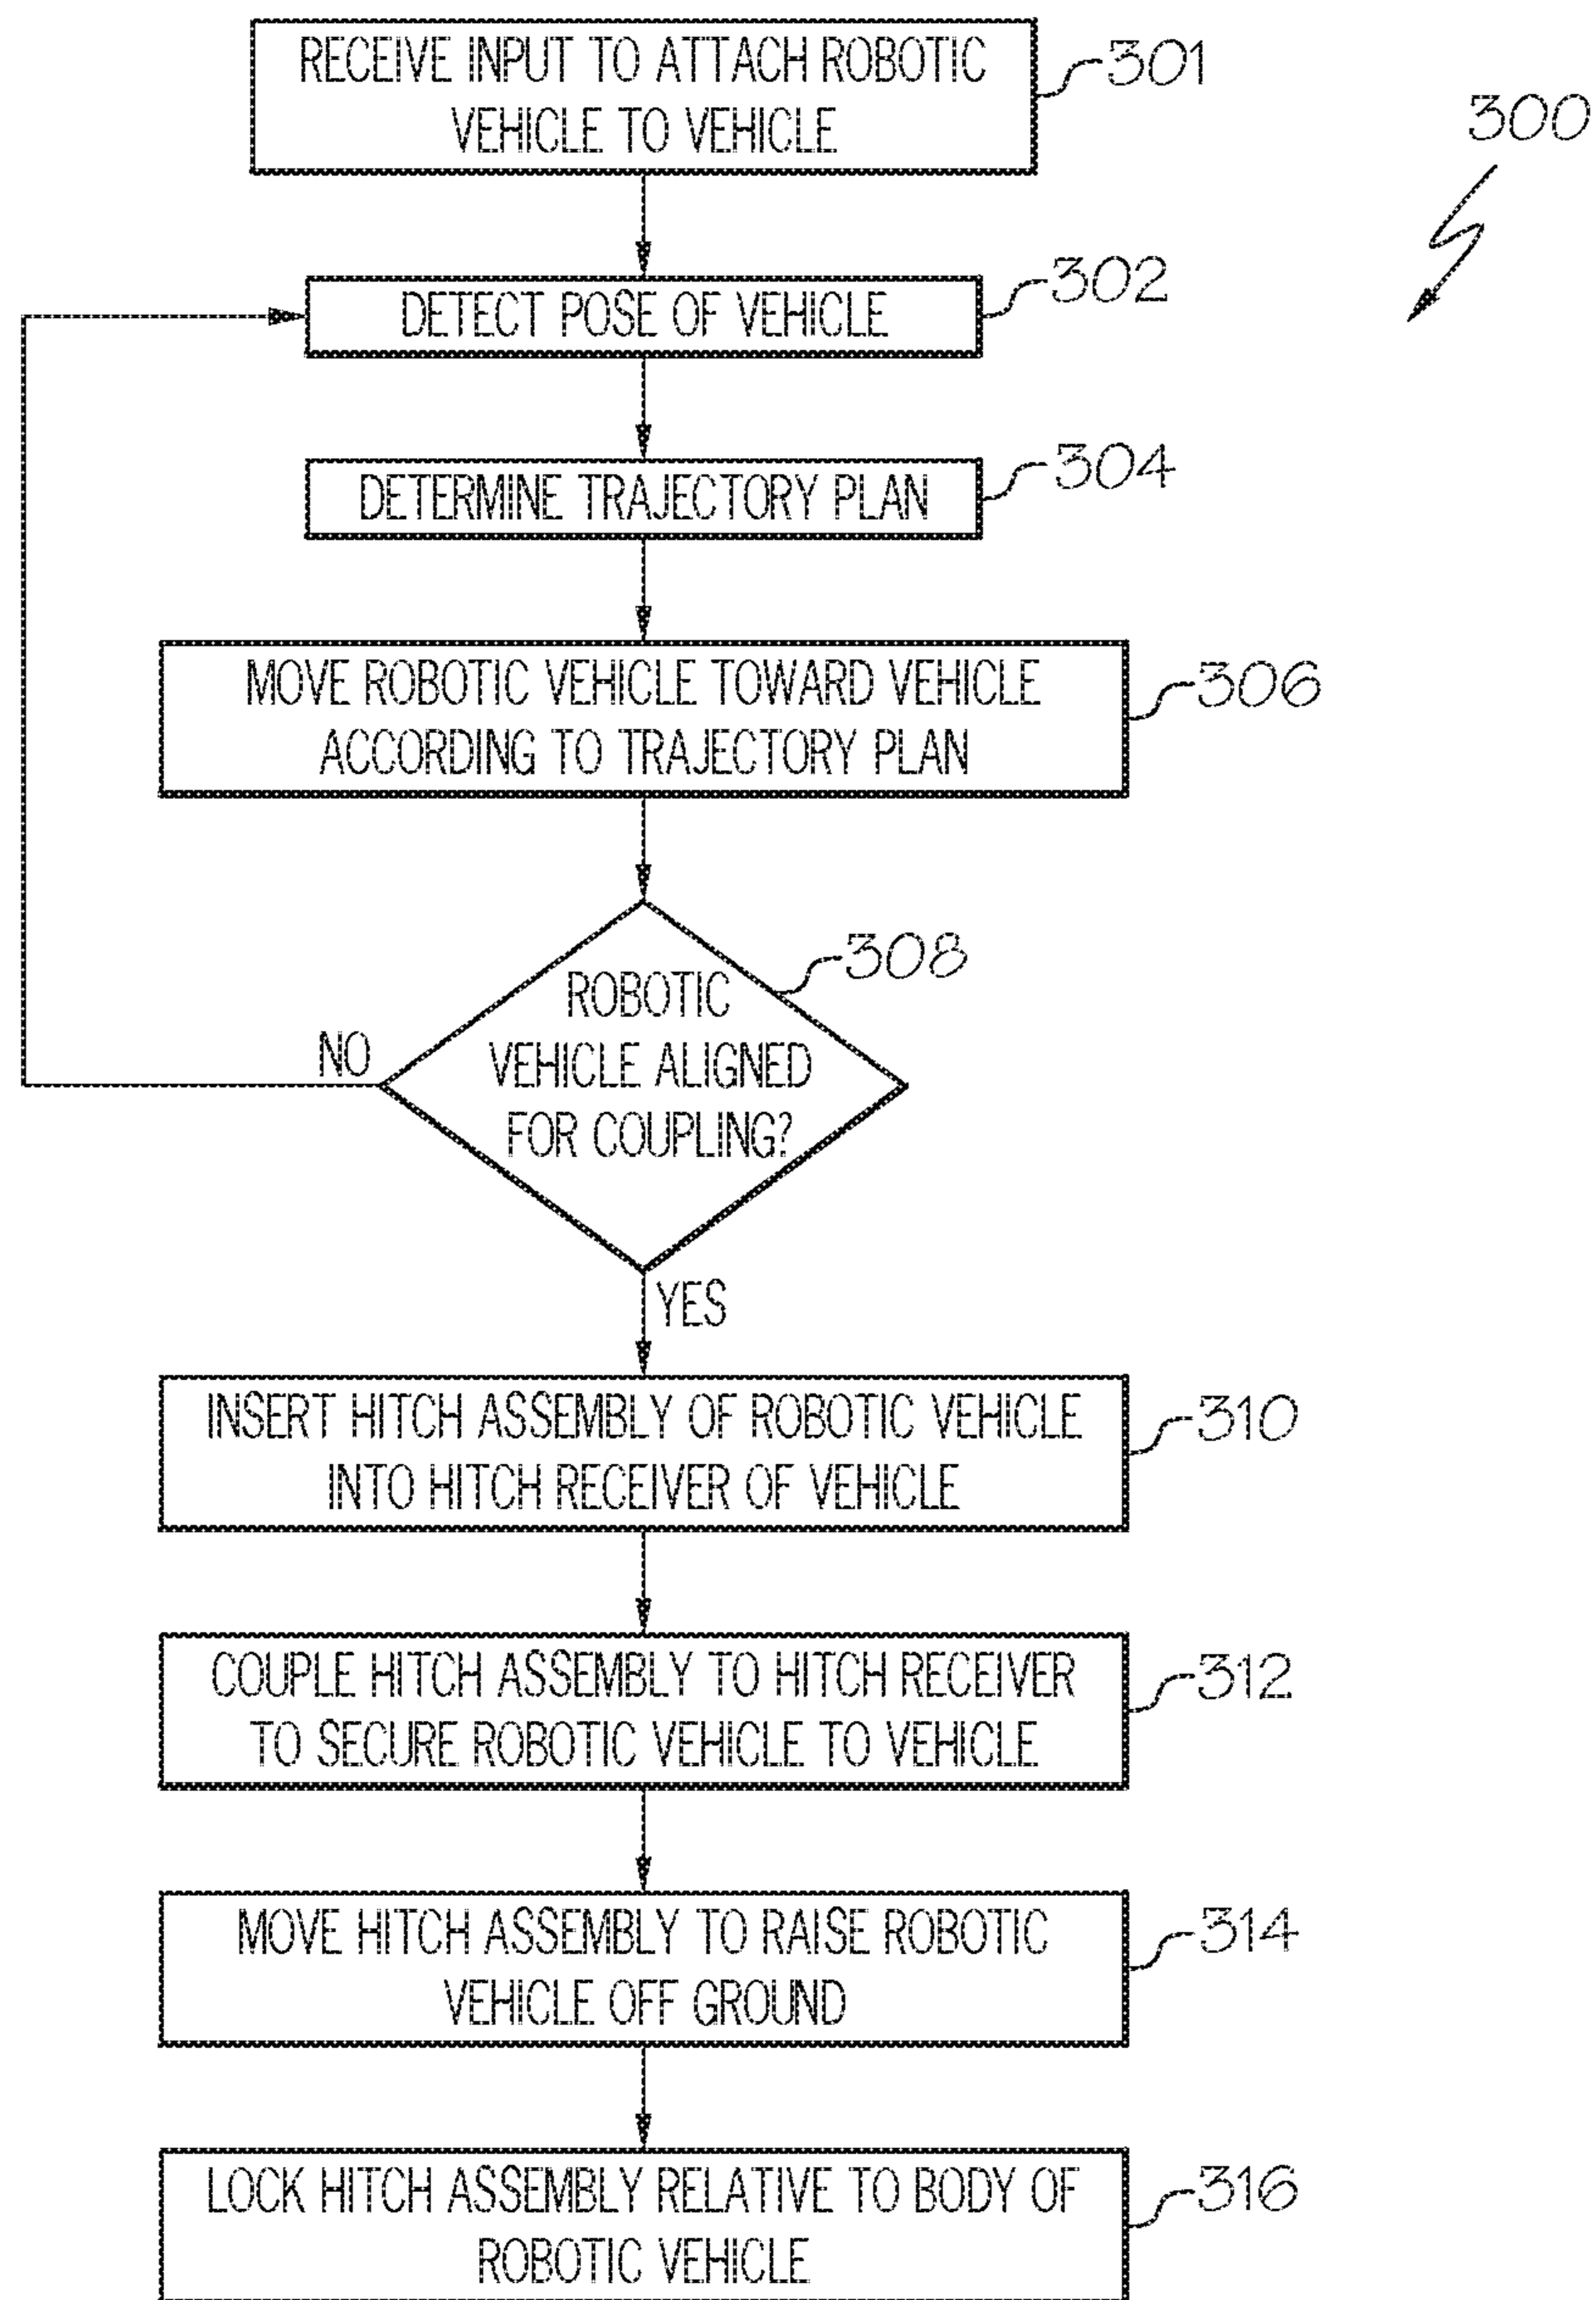 RECEIVE INPUT TO ATTACH ROBOTIC
VEHICLE TO VEHICLE
301
300
DETECT POSE OF VEHICLE
302
DETERMINE TRAJECTORY PLAN
304
MOVE ROBOTIC VEHICLE TOWARD VEHICLE
ACCORDING TO TRAJECTORY PLAN
306
308
ROBOTIC
VEHICLE ALIGNED
FOR COUPLING?
NO
YES
INSERT HITCH ASSEMBLY OF ROBOTIC VEHICLE
INTO HITCH RECEIVER OF VEHICLE
310
COUPLE HITCH ASSEMBLY TO HITCH RECEIVER
TO SECURE ROBOTIC VEHICLE TO VEHICLE
312
MOVE HITCH ASSEMBLY TO RAISE ROBOTIC
VEHICLE OFF GROUND
314
LOCK HITCH ASSEMBLY RELATIVE TO BODY OF
ROBOTIC VEHICLE
316